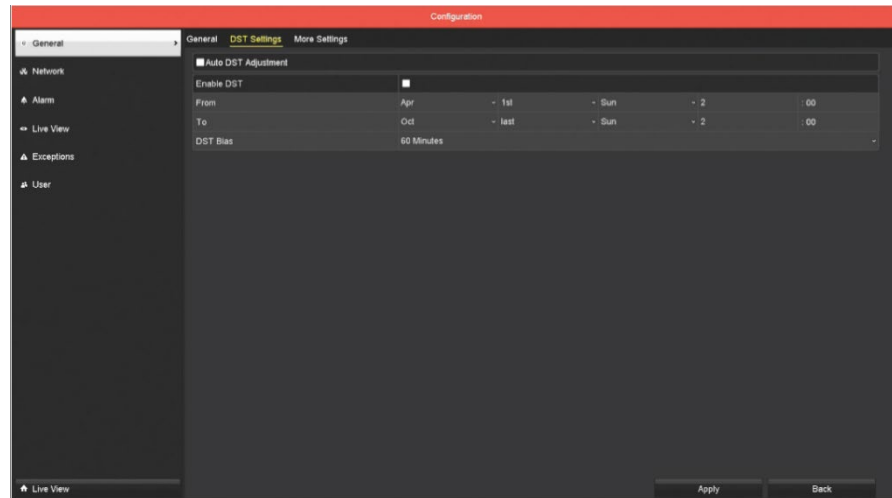 Configuration
General
Network
Alarm
Live View
Exceptions
User
Live View
General DST Settings More Settings
Auto DST Adjustment
Enable DST
From Apr - 1st - Sun - 2 : 00
To Oct - last - Sun - 2 : 00
DST Bias 60 Minutes
Apply Back